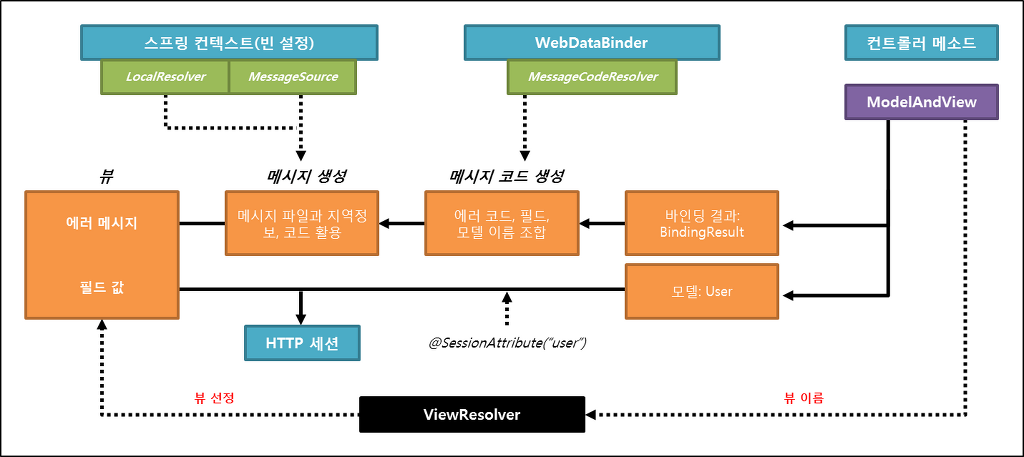 스프링 컨텍스트(빈 설정)
WebDataBinder
컨트롤러 메소드
LocalResolver
MessageSource
MessageCodeResolver
ModelAndView
뷰
메시지 생성
메시지 코드 생성
에러 메시지
메시지 파일과 지역정
보, 코드 활용
에러 코드, 필드,
모델 이름 조합
바인딩 결과:
BindingResult
필드 값
모델: User
HTTP 세션
@SessionAttribute("user")
뷰 선정
ViewResolver
뷰 이름